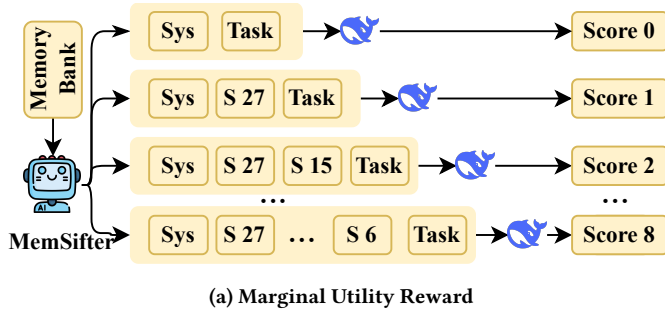 Memory Bank
AI
MemSifter
Sys Task Score 0
Sys S 27 Task Score 1
Sys S 27 S 15 Task Score 2
... ...
Sys S 27 ... S 6 Task Score 8
(a) Marginal Utility Reward